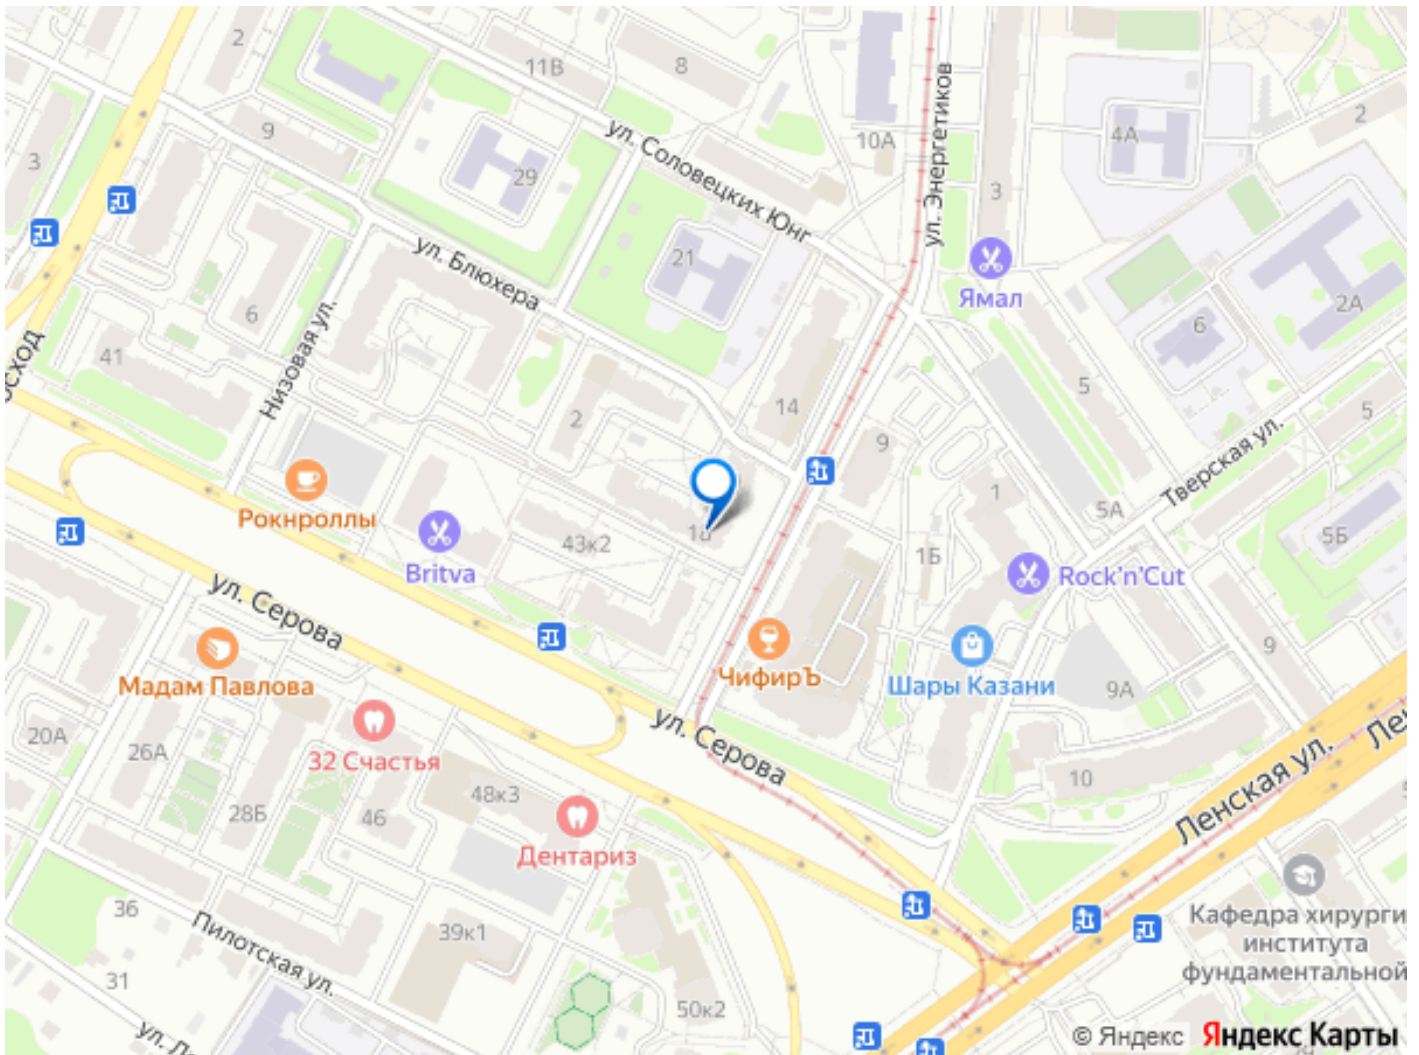 2
11В
8
ул. Энергетиков
10А
4А
2
9
3
29
ул. Соловецких Юнг
3
21
ул. Блюхера
Ямал
6
2А
6
41
Низовая ул.
14
5
5
2
9
Тверская ул.
Рокнроллы
1
5А
5Б
Britva
43к2
1Б
Rock'n'Cut
ул. Серова
Мадам Павлова
ЧифирЪ
Шары Казани
9А
9
20А
26А
32 Счастья
ул. Серова
10
Ленская ул.
28Б
46
48к3
Дентариз
36
Пилотская ул.
39к1
31
50к2
Кафедра хирурги
института
фундаментальной
© Яндекс Яндекс Карты